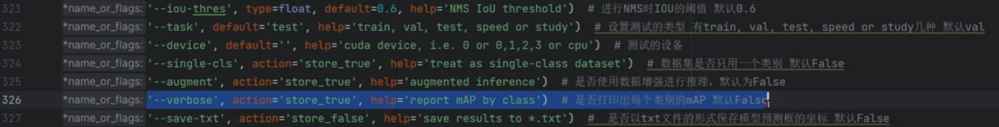 321 *name_or_flags: '--iou-thres', type=float, default=0.6, help='NMS IoU threshold') # 进行NMS时IOU的阈值 默认0.6
322 *name_or_flags: '--task', default='test', help='train, val, test, speed or study') # 设置测试的类型 有train, val, test, speed or study几种 默认val
323 *name_or_flags: '--device', default='', help='cuda device, i.e. 0 or 0,1,2,3 or cpu') # 测试的设备
324 *name_or_flags: '--single-cls', action='store_true', help='treat as single-class dataset') # 数据集是否只用一个类别 默认False
325 *name_or_flags: '--augment', action='store_true', help='augmented inference') # 是否使用数据增强进行推理，默认为False
326 *name_or_flags: '--verbose', action='store_true', help='report mAP by class') # 是否打印出每个类别的mAP 默认False
327 *name_or_flags: '--save-txt', action='store_false', help='save results to *.txt') # 是否以txt文件的形式保存模型预测框的坐标 默认False